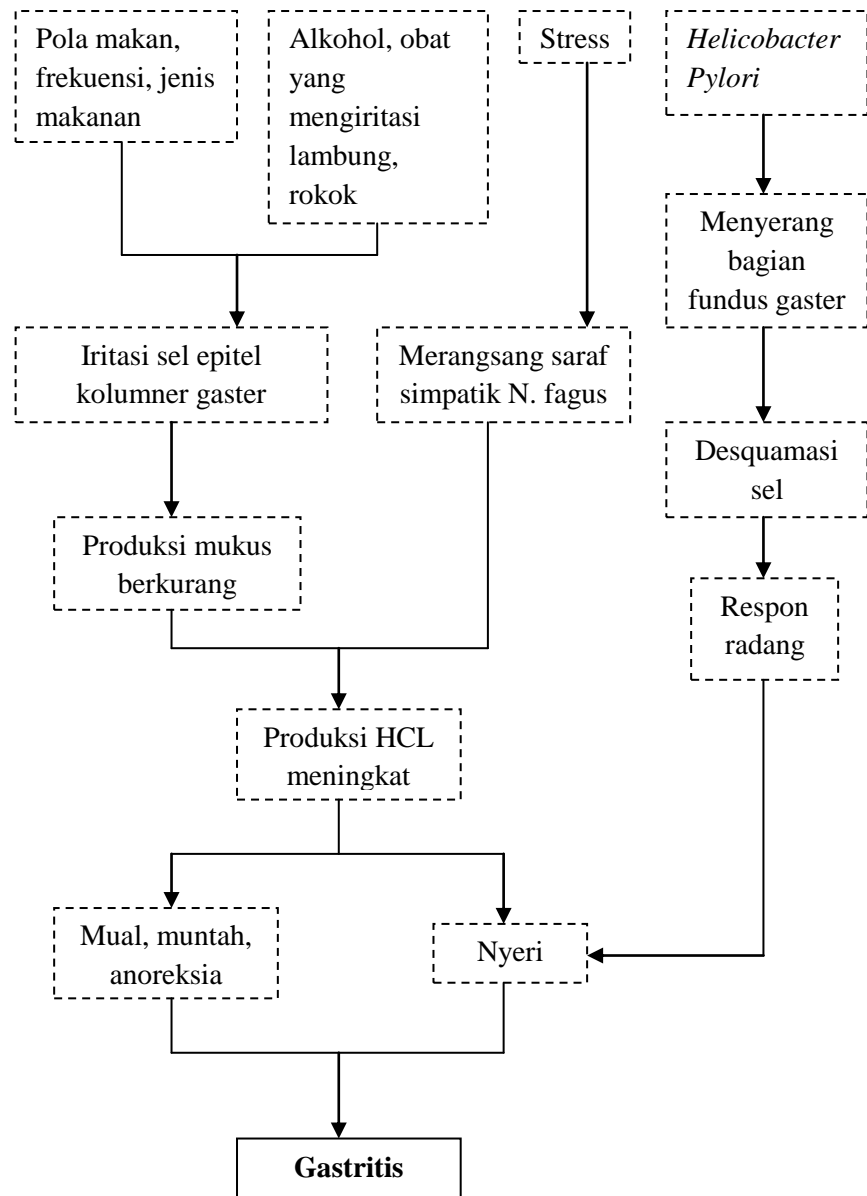 Pola makan,
frekuensi, jenis
makanan
Alkohol, obat
yang
mengiritasi
lambung,
rokok
Stress
Helicobacter
Pylori
Menyerang
bagian
fundus gaster
Iritasi sel epitel
kolumner gaster
Merangsang saraf
simpatik N. fagus
Desquamasi
sel
Produksi mukus
berkurang
Respon
radang
Produksi HCL
meningkat
Mual, muntah,
anoreksia
Nyeri
Gastritis